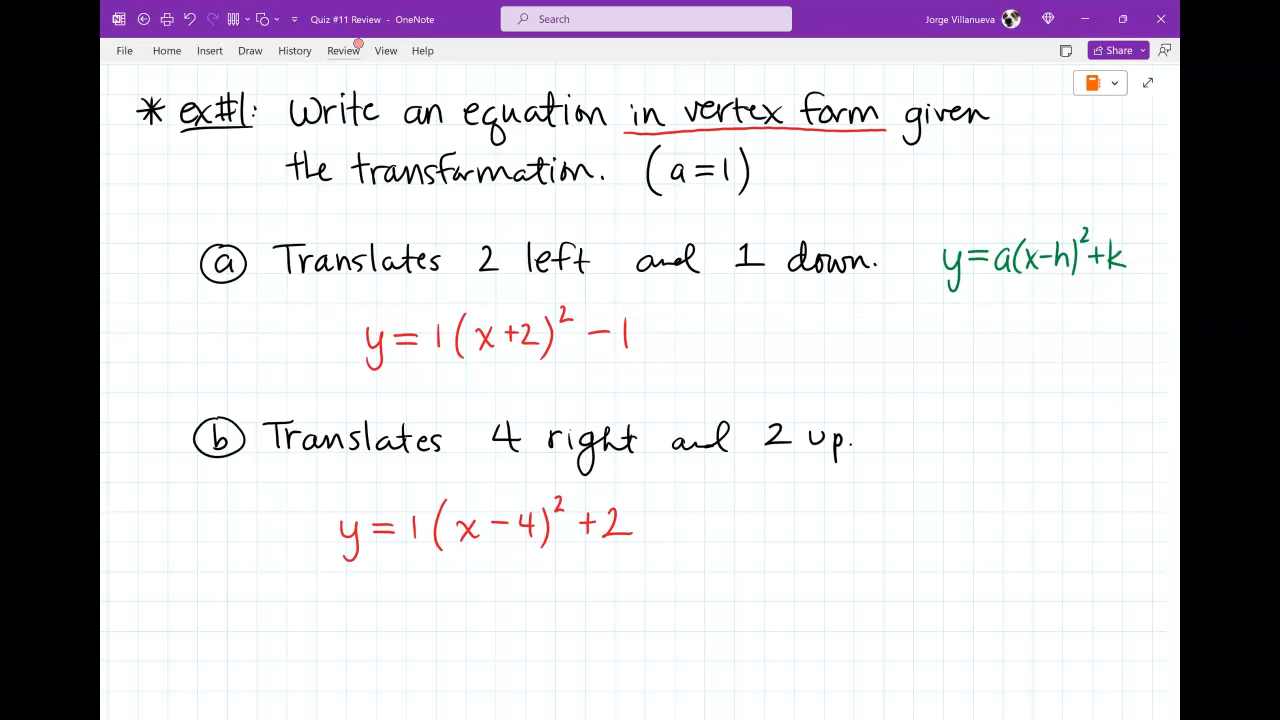 Quiz #11 Review - OneNote
Search
Jorge Villanueva
File Home Insert Draw History Review View Help
Share
* ex#1: Write an equation in vertex form given
the transformation. (a=1)
a Translates 2 left and 1 down. y=a(x-h)²+k
y=1(x+2)²-1
b Translates 4 right and 2 up.
y=1(x-4)²+2